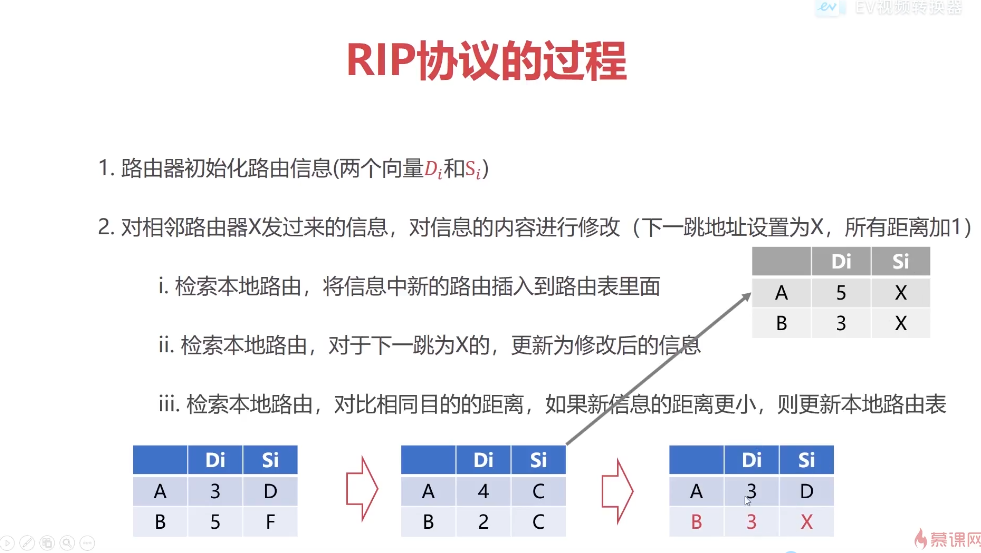 EV视频转换器
RIP协议的过程
1. 路由器初始化路由信息(两个向量Di和Si)
2. 对相邻路由器X发过来的信息，对信息的内容进行修改（下一跳地址设置为X，所有距离加1）
Di Si
A 5 X
B 3 X
i. 检索本地路由，将信息中新的路由插入到路由表里面
ii. 检索本地路由，对于下一跳为X的，更新为修改后的信息
iii. 检索本地路由，对比相同目的的距离，如果新信息的距离更小，则更新本地路由表
Di Si
A 3 D
B 5 F
Di Si
A 4 C
B 2 C
Di Si
A 3 D
B 3 X
慕课网